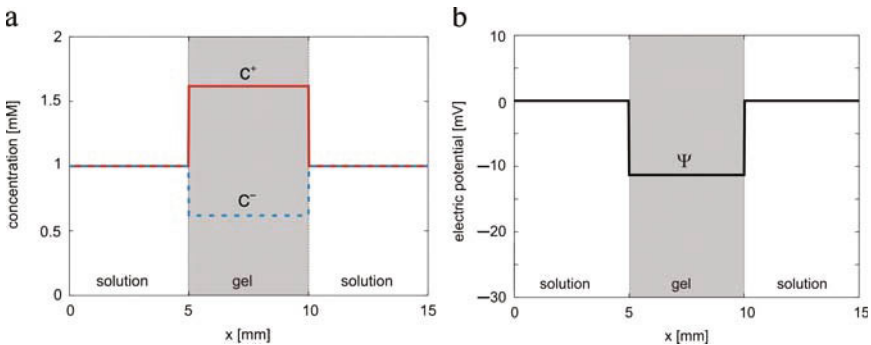 a
concentration [mM]
2
1.5
1
0.5
0
C⁺
C⁻
solution
gel
solution
0
5
10
15
x [mm]
b
electric potential [mV]
10
0
−10
−20
−30
Ψ
solution
gel
solution
0
5
10
15
x [mm]